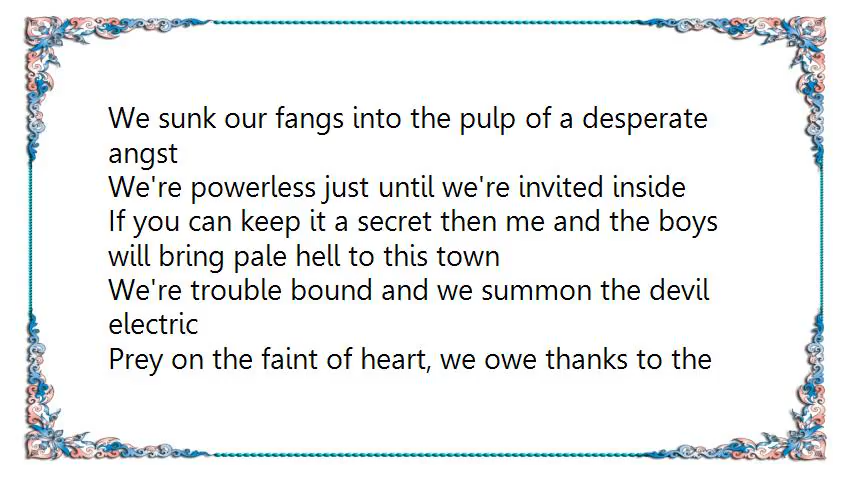 We sunk our fangs into the pulp of a desperate
angst
We're powerless just until we're invited inside
If you can keep it a secret then me and the boys
will bring pale hell to this town
We're trouble bound and we summon the devil
electric
Prey on the faint of heart, we owe thanks to the